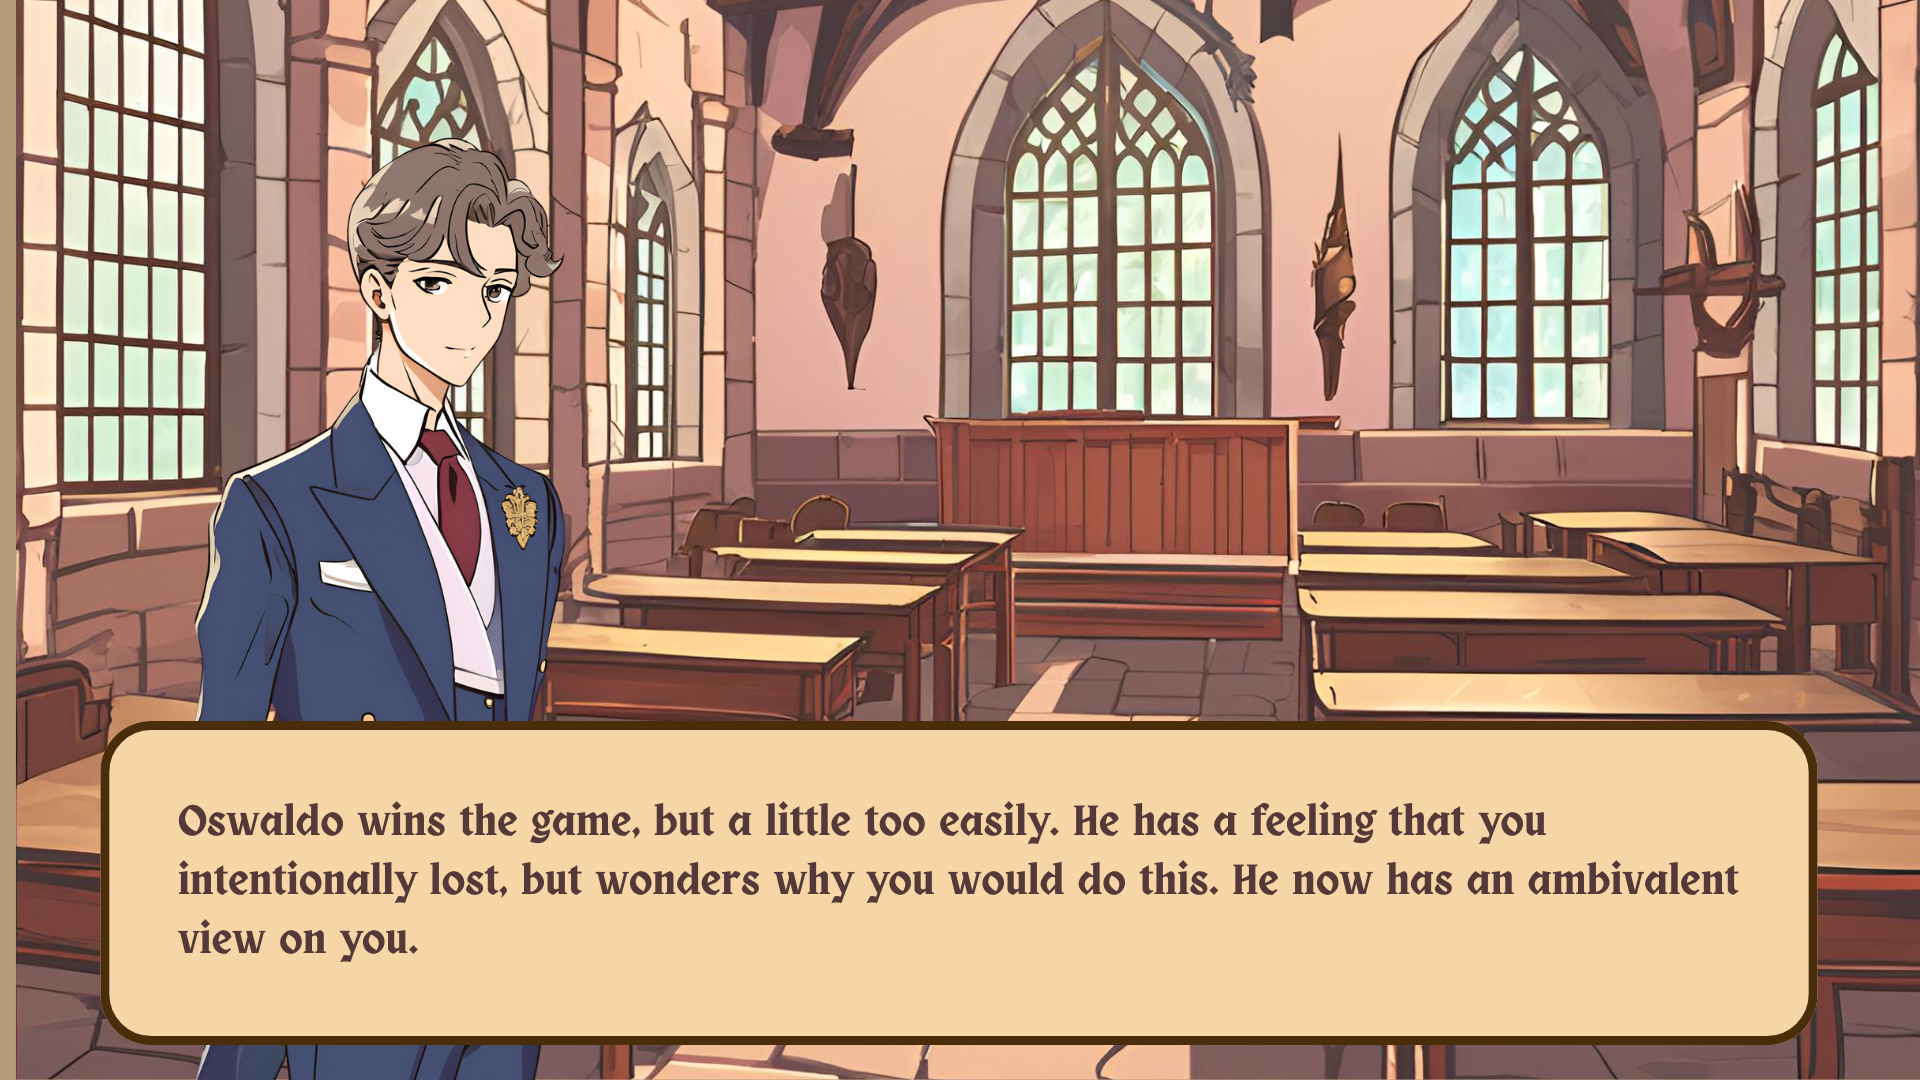 Oswaldo wins the game, but a little too easily. He has a feeling that you
intentionally lost, but wonders why you would do this. He now has an ambivalent
view on you.